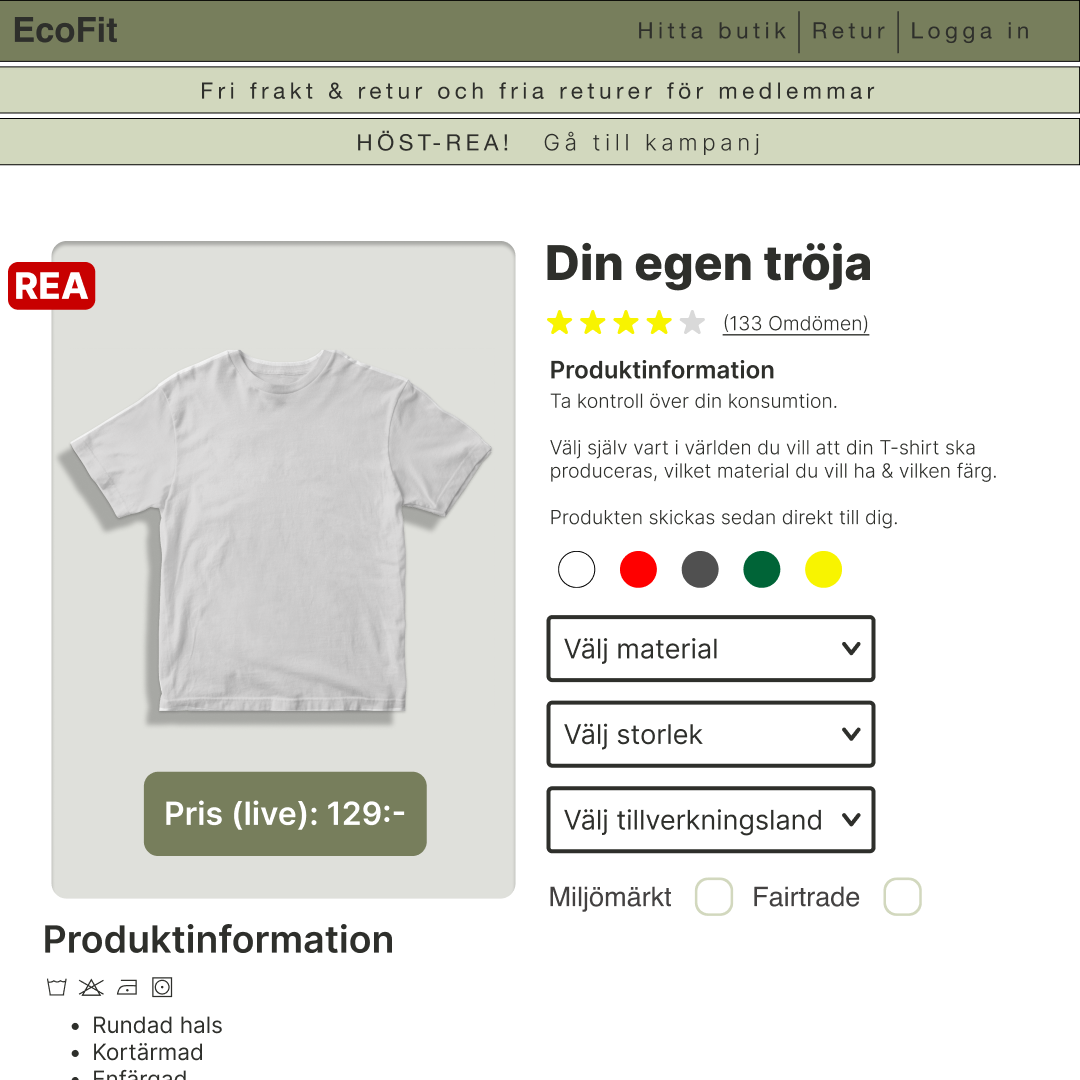 EcoFit
Hitta butik
Retur
Logga in
Fri frakt & retur och fria returer för medlemmar
HÖST-REA! Gå till kampanj
REA
Din egen tröja
(133 Omdömen)
Produktinformation
Ta kontroll över din konsumtion.
Välj själv vart i världen du vill att din T-shirt ska
produceras, vilket material du vill ha & vilken färg.
Produkten skickas sedan direkt till dig.
Välj material
Välj storlek
Välj tillverkningsland
Pris (live): 129:-
Miljömärkt
Fairtrade
Produktinformation
• Rundad hals
• Kortärmad
• Enfärgad